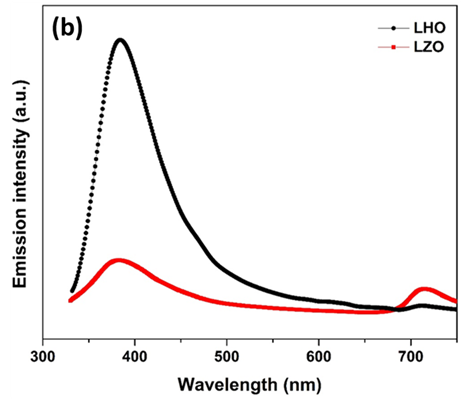 (b)
LHO
LZO
Emission intensity (a.u.)
300 400 500 600 700
Wavelength (nm)